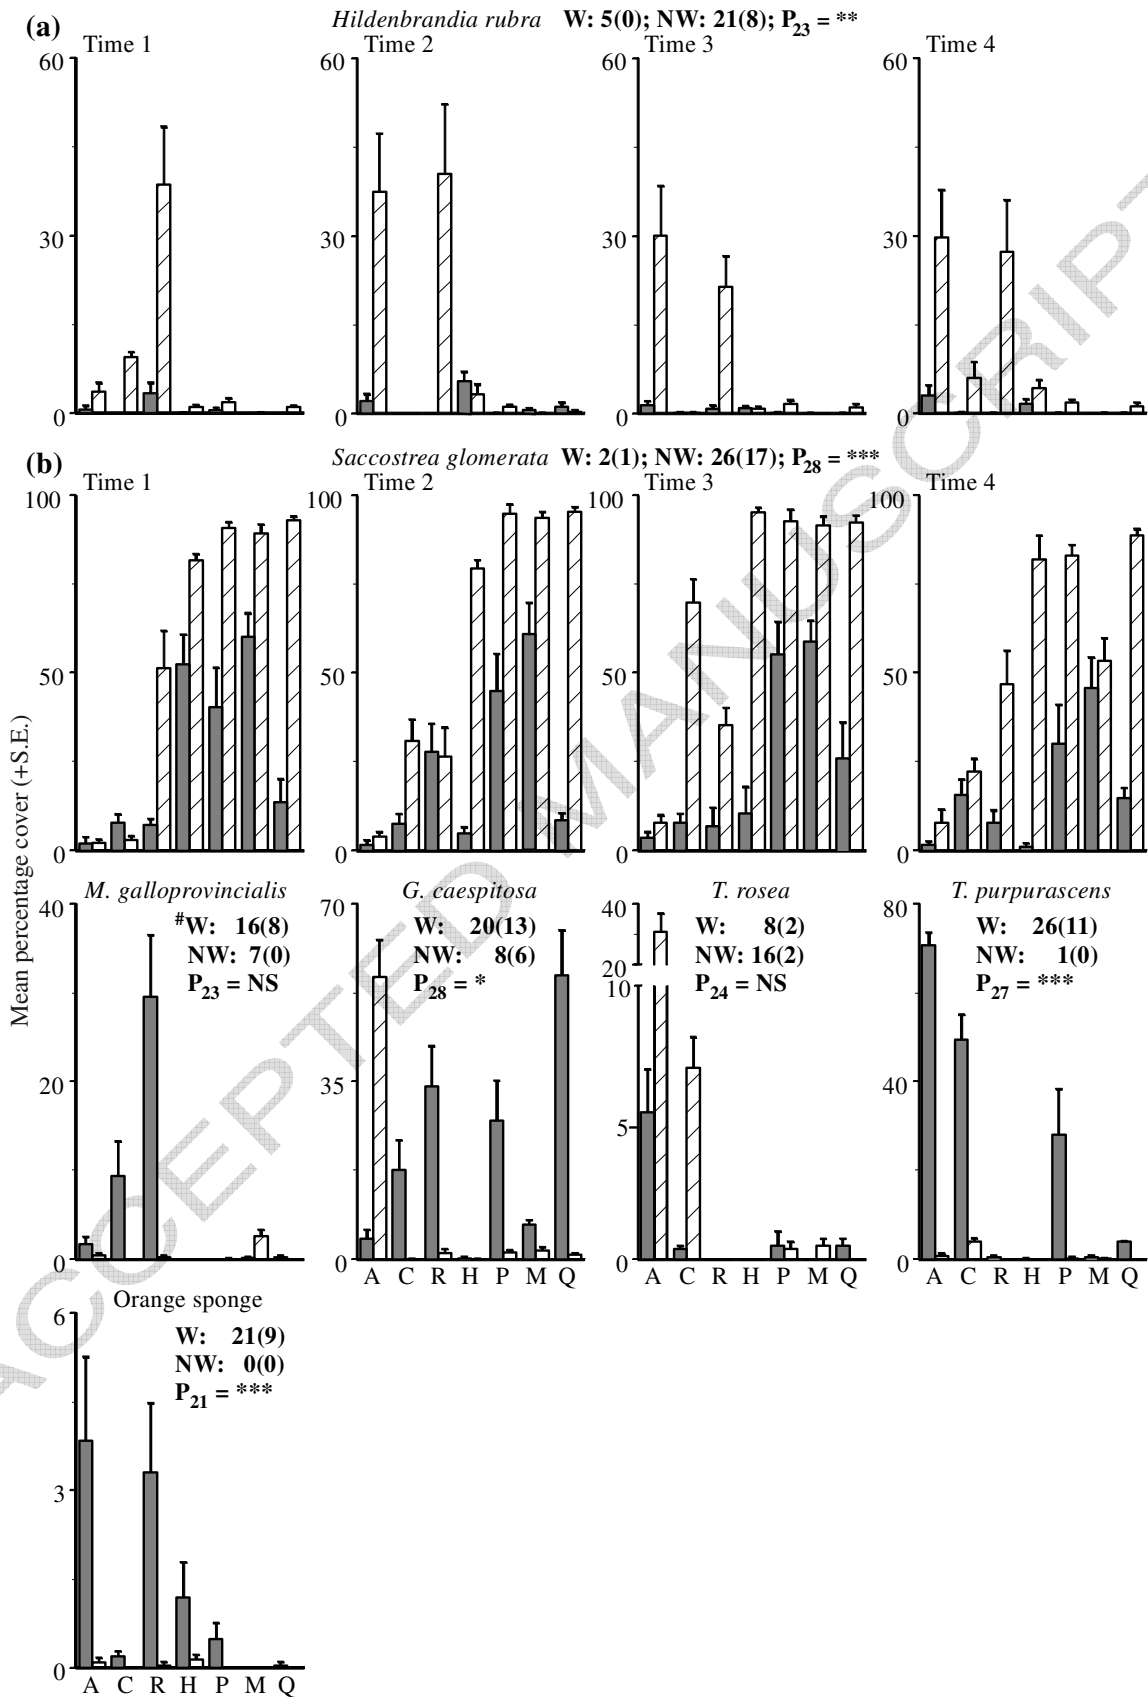 (a) Hildenbrandia rubra W: 5(0); NW: 21(8); P23 = **
Time 1 Time 2 Time 3 Time 4
60 60 60 60
30 30 30 30
0 0 0 0
(b) Saccostrea glomerata W: 2(1); NW: 26(17); P28 = ***
Time 1 Time 2 Time 3 Time 4
100 100 100 100
50 50 50 50
0 0 0 0
Mean percentage cover (+S.E.)
M. galloprovincialis
#W: 16(8)
NW: 7(0)
P23 = NS
40
20
0
G. caespitosa
W: 20(13)
NW: 8(6)
P28 = *
70
35
0
A C R H P M Q
T. rosea
W: 8(2)
NW: 16(2)
P24 = NS
40
30
20
10
5
0
A C R H P M Q
T. purpurascens
W: 26(11)
NW: 1(0)
P27 = ***
80
40
0
A C R H P M Q
Orange sponge
W: 21(9)
NW: 0(0)
P21 = ***
6
3
0
A C R H P M Q
ACCEPTED MANUSCRIPT